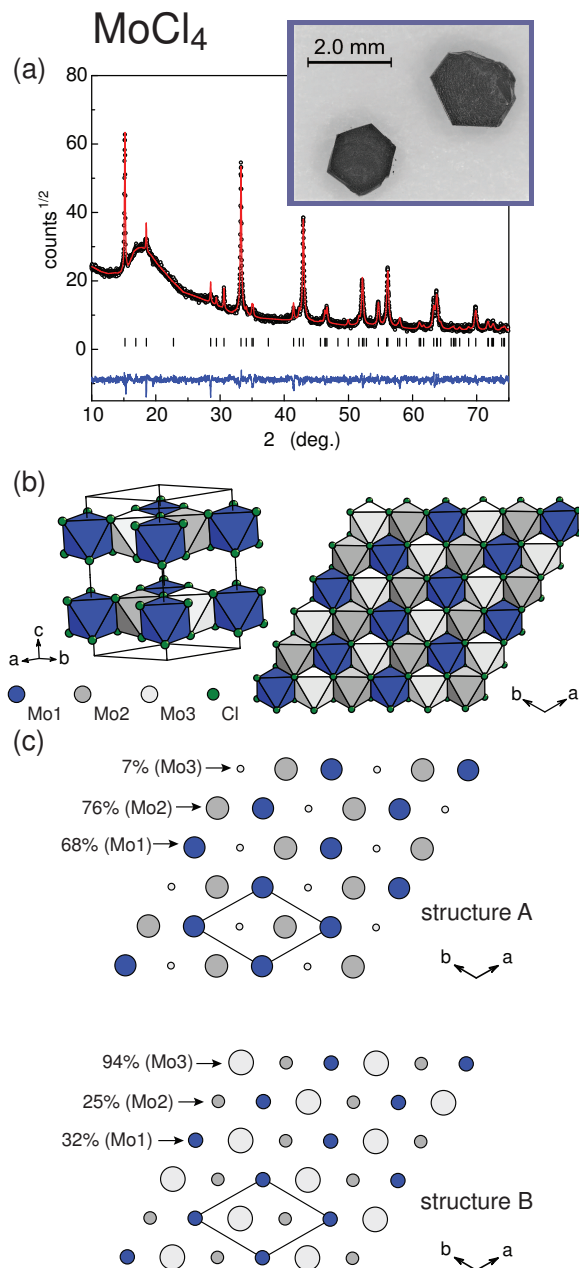 MoCl4
(a)
2.0 mm
80
60
40
20
0
counts1/2
10 20 30 40 50 60 70
2 (deg.)
(b)
c
a b
b a
Mo1 Mo2 Mo3 Cl
(c)
7% (Mo3)
76% (Mo2)
68% (Mo1)
structure A
b a
94% (Mo3)
25% (Mo2)
32% (Mo1)
structure B
b a